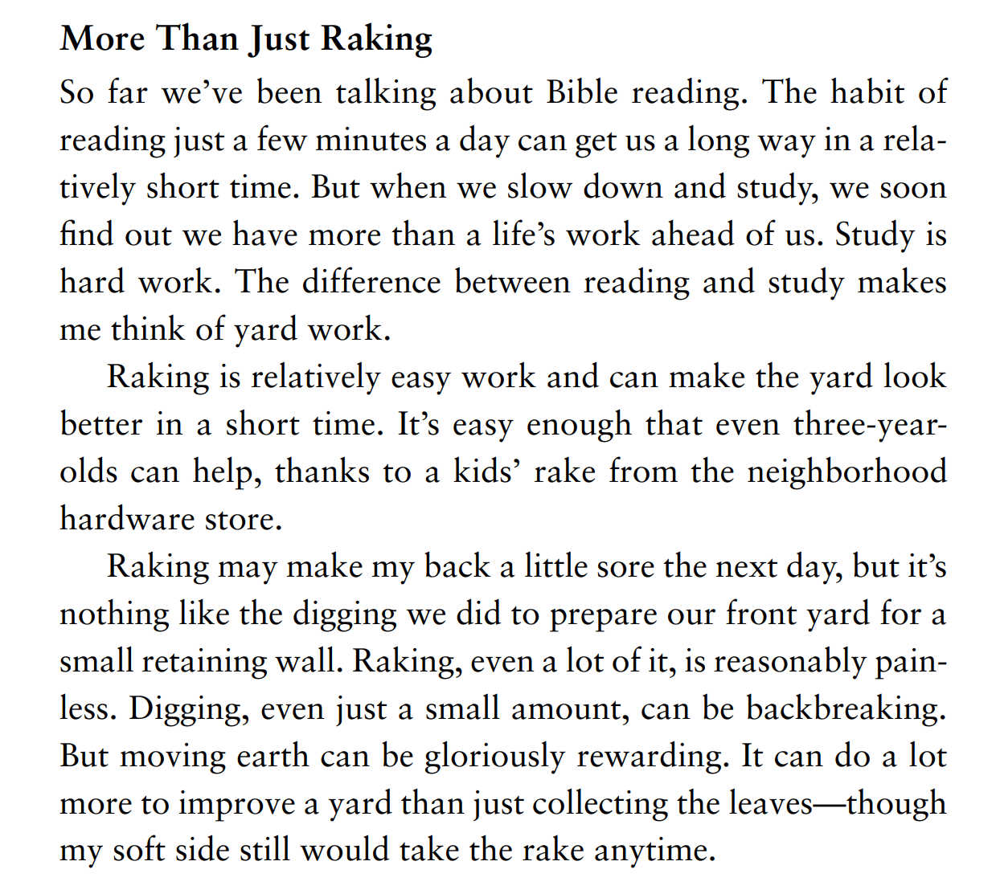 More Than Just Raking
So far we’ve been talking about Bible reading. The habit of
reading just a few minutes a day can get us a long way in a rela-
tively short time. But when we slow down and study, we soon
find out we have more than a life’s work ahead of us. Study is
hard work. The difference between reading and study makes
me think of yard work.
Raking is relatively easy work and can make the yard look
better in a short time. It’s easy enough that even three-year-
olds can help, thanks to a kids’ rake from the neighborhood
hardware store.
Raking may make my back a little sore the next day, but it’s
nothing like the digging we did to prepare our front yard for a
small retaining wall. Raking, even a lot of it, is reasonably pain-
less. Digging, even just a small amount, can be backbreaking.
But moving earth can be gloriously rewarding. It can do a lot
more to improve a yard than just collecting the leaves—though
my soft side still would take the rake anytime.